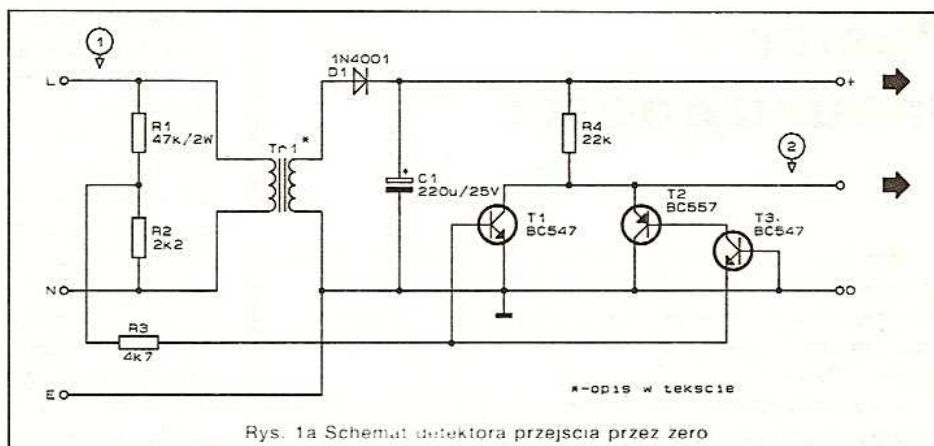 1
1N4001
D1
L
+
R1
47k/2W
Tr1*
R4
22k
2
C1
220u/25V
T1
BC547
T2
BC557
T3.
BC547
R2
2k2
N
O
R3
4k7
E
*-opis w tekscie
Rys. 1a Schemat detektora przejscia przez zero